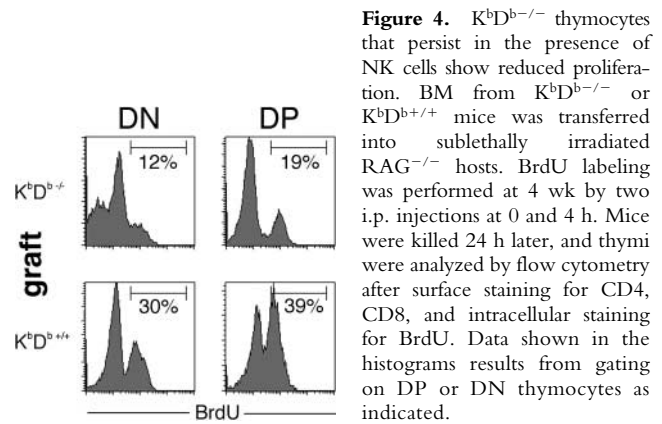 DN DP
12% 19%
KᵇDᵇ⁻/⁻
graft
30% 39%
KᵇDᵇ⁺/⁺
BrdU
Figure 4. KᵇDᵇ⁻/⁻ thymocytes
that persist in the presence of
NK cells show reduced prolifera-
tion. BM from KᵇDᵇ⁻/⁻ or
KᵇDᵇ⁺/⁺ mice was transferred
into sublethally irradiated
RAG⁻/⁻ hosts. BrdU labeling
was performed at 4 wk by two
i.p. injections at 0 and 4 h. Mice
were killed 24 h later, and thymi
were analyzed by flow cytometry
after surface staining for CD4,
CD8, and intracellular staining
for BrdU. Data shown in the
histograms results from gating
on DP or DN thymocytes as
indicated.